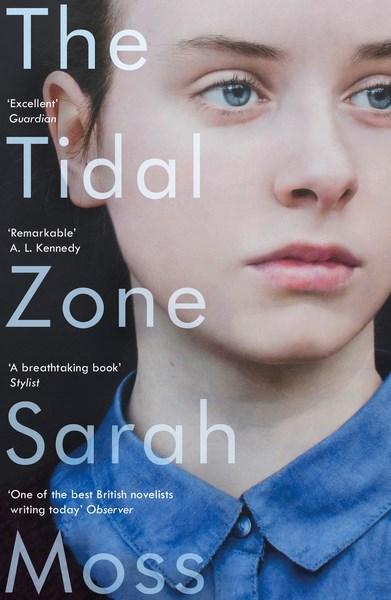 The
‘Excellent’
Guardian
Tidal
‘Remarkable’
A. L. Kennedy
Zone
‘A breathtaking book’
Stylist
Sarah
‘One of the best British novelists
writing today’ Observer
Moss